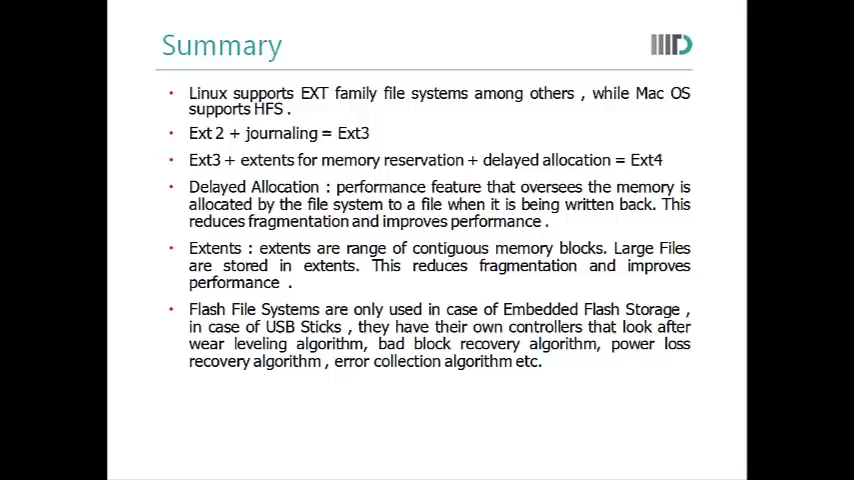 Summary
• Linux supports EXT family file systems among others , while Mac OS
supports HFS .
• Ext 2 + journaling = Ext3
• Ext3 + extents for memory reservation + delayed allocation = Ext4
• Delayed Allocation : performance feature that oversees the memory is
allocated by the file system to a file when it is being written back. This
reduces fragmentation and improves performance .
• Extents : extents are range of contiguous memory blocks. Large Files
are stored in extents. This reduces fragmentation and improves
performance .
• Flash File Systems are only used in case of Embedded Flash Storage ,
in case of USB Sticks , they have their own controllers that look after
wear leveling algorithm, bad block recovery algorithm, power loss
recovery algorithm , error collection algorithm etc.